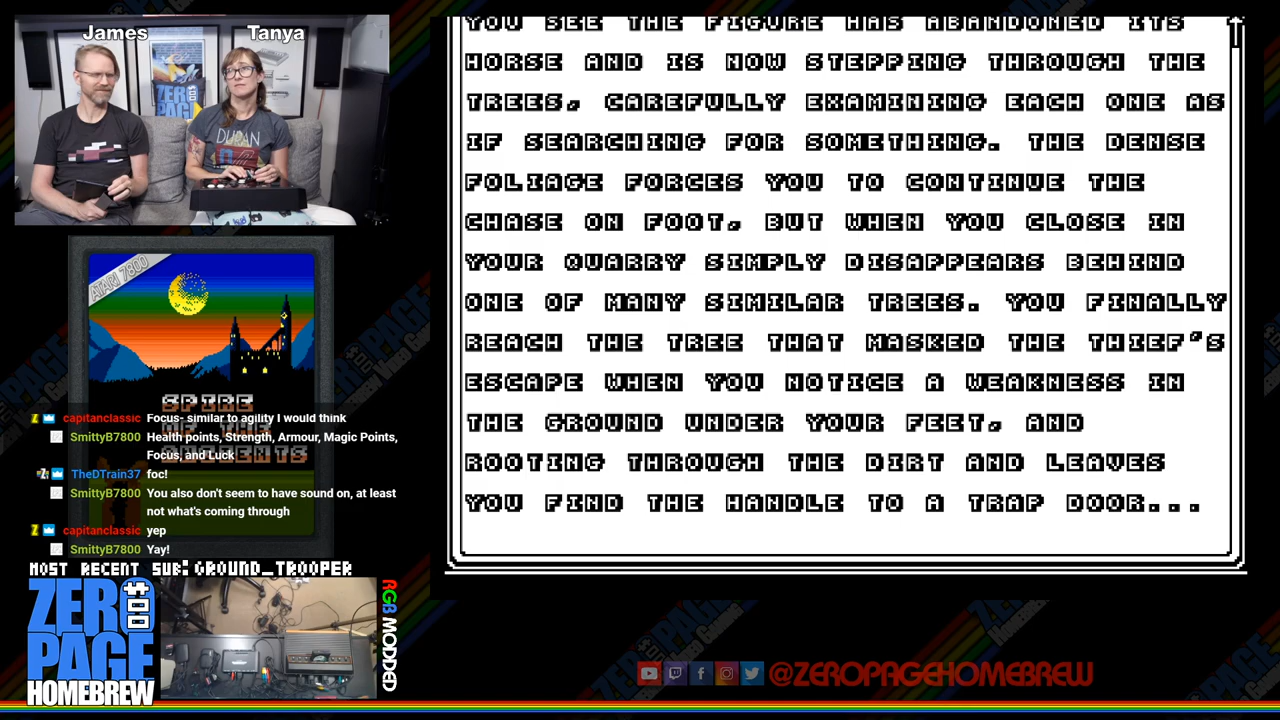 James
Tanya
DURAN
ATARI 7800
SPIRE
OF THE
ANCIENTS
capitanclassic Focus- similar to agility I would think
SmittyB7800 Health points, Strength, Armour, Magic Points,
Focus, and Luck
TheDTrain37 foc!
SmittyB7800 You also don't seem to have sound on, at least
not what's coming through
capitanclassic yep
SmittyB7800 Yay!
MOST RECENT SUB: GROUND_TROOPER
ZERO
$00
PAGE
HOMEBREW
RGB MODDED
YOU SEE THE FIGURE HAS ABANDONED ITS
HORSE AND IS NOW STEPPING THROUGH THE
TREES, CAREFULLY EXAMINING EACH ONE AS
IF SEARCHING FOR SOMETHING. THE DENSE
FOLIAGE FORCES YOU TO CONTINUE THE
CHASE ON FOOT, BUT WHEN YOU CLOSE IN
YOUR QUARRY SIMPLY DISAPPEARS BEHIND
ONE OF MANY SIMILAR TREES. YOU FINALLY
REACH THE TREE THAT MASKED THE THIEF'S
ESCAPE WHEN YOU NOTICE A WEAKNESS IN
THE GROUND UNDER YOUR FEET, AND
ROOTING THROUGH THE DIRT AND LEAVES
YOU FIND THE HANDLE TO A TRAP DOOR...
@ZEROPAGEHOMEBREW